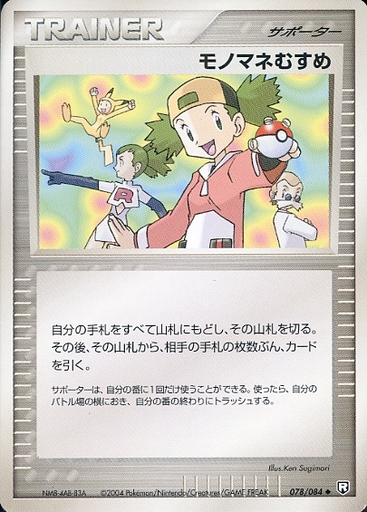 TRAINER
サポーター
モノマネむすめ
R
自分の手札をすべて山札にもどし、その山札を切る。
その後、その山札から、相手の手札の枚数ぶん、カード
を引く。
サポーターは、自分の番に1回だけ使うことができる。使ったら、自分の
バトル場の横におき、自分の番の終わりにトラッシュする。
Illus.Ken Sugimori
NM8-4AB-B3A ©2004 Pokémon/Nintendo/Creatures/GAME FREAK 078/084 ◆ R